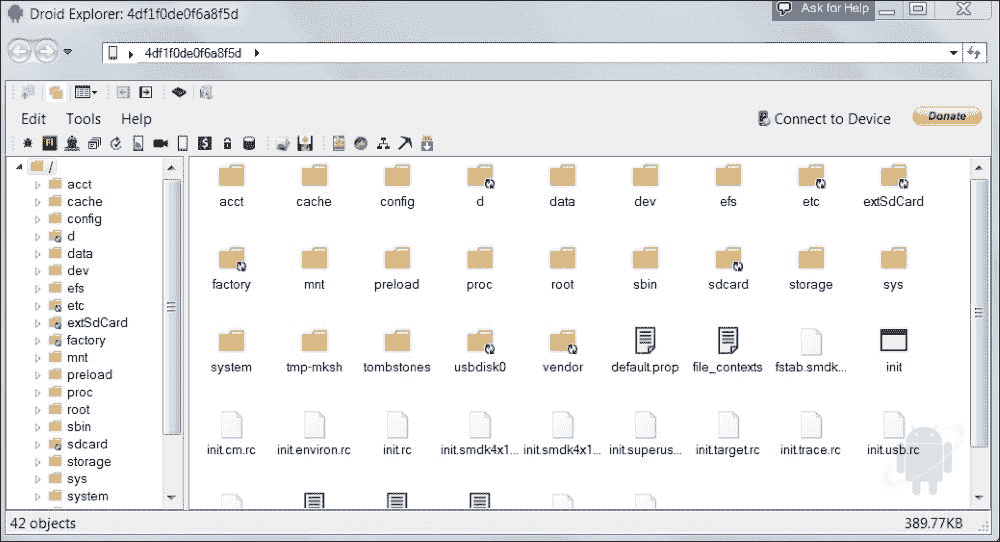 Droid Explorer: 4df1f0de0f6a8f5d
Ask for Help
4df1f0de0f6a8f5d
Edit Tools Help
Connect to Device
Donate
/
acct
cache
config
d
data
dev
efs
etc
extSdCard
factory
mnt
preload
proc
root
sbin
sdcard
storage
sys
system
acct cache config d data dev efs etc extSdCard
factory mnt preload proc root sbin sdcard storage sys
system tmp-mksh tombstones usbdisk0 vendor default.prop file_contexts fstab.smdk... init
init.cm.rc init.environ.rc init.rc init.smdk4x1... init.smdk4x1... init.superus... init.target.rc init.trace.rc init.usb.rc
42 objects
389.77KB